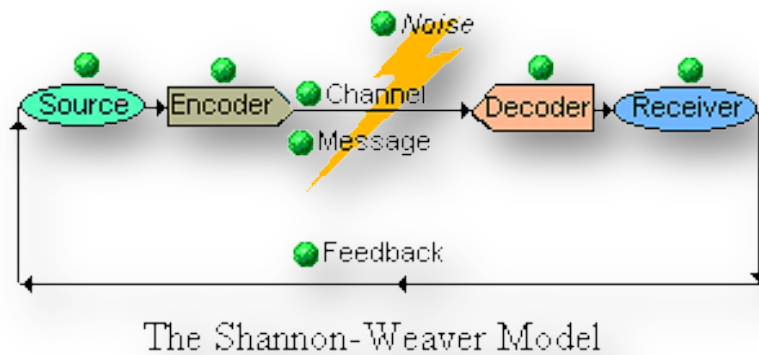 Noise
Source
Encoder
Channel
Decoder
Receiver
Message
Feedback
The Shannon-Weaver Model